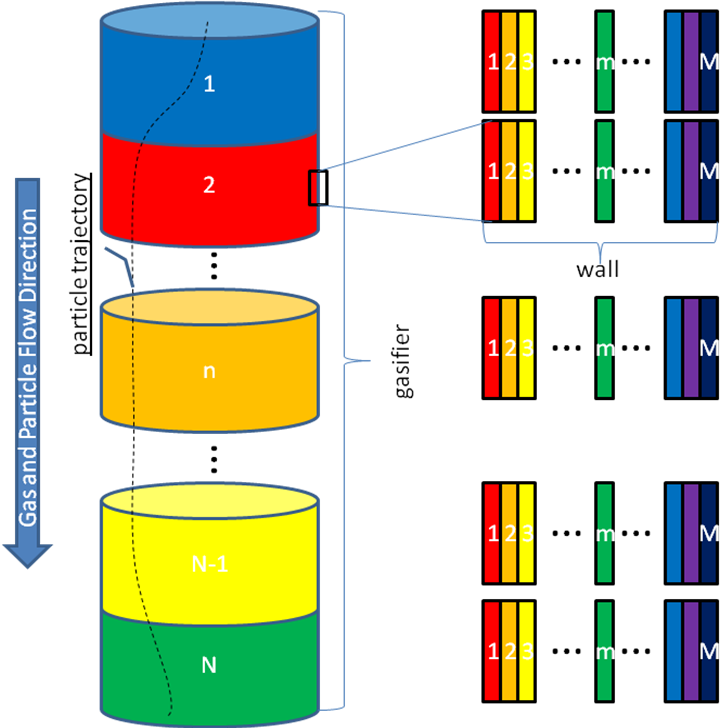 1
2
n
N-1
N
Gas and Particle Flow Direction
particle trajectory
gasifier
1 2 3 ... m ... M
1 2 3 ... m ... M
wall
1 2 3 ... m ... M
1 2 3 ... m ... M
1 2 3 ... m ... M